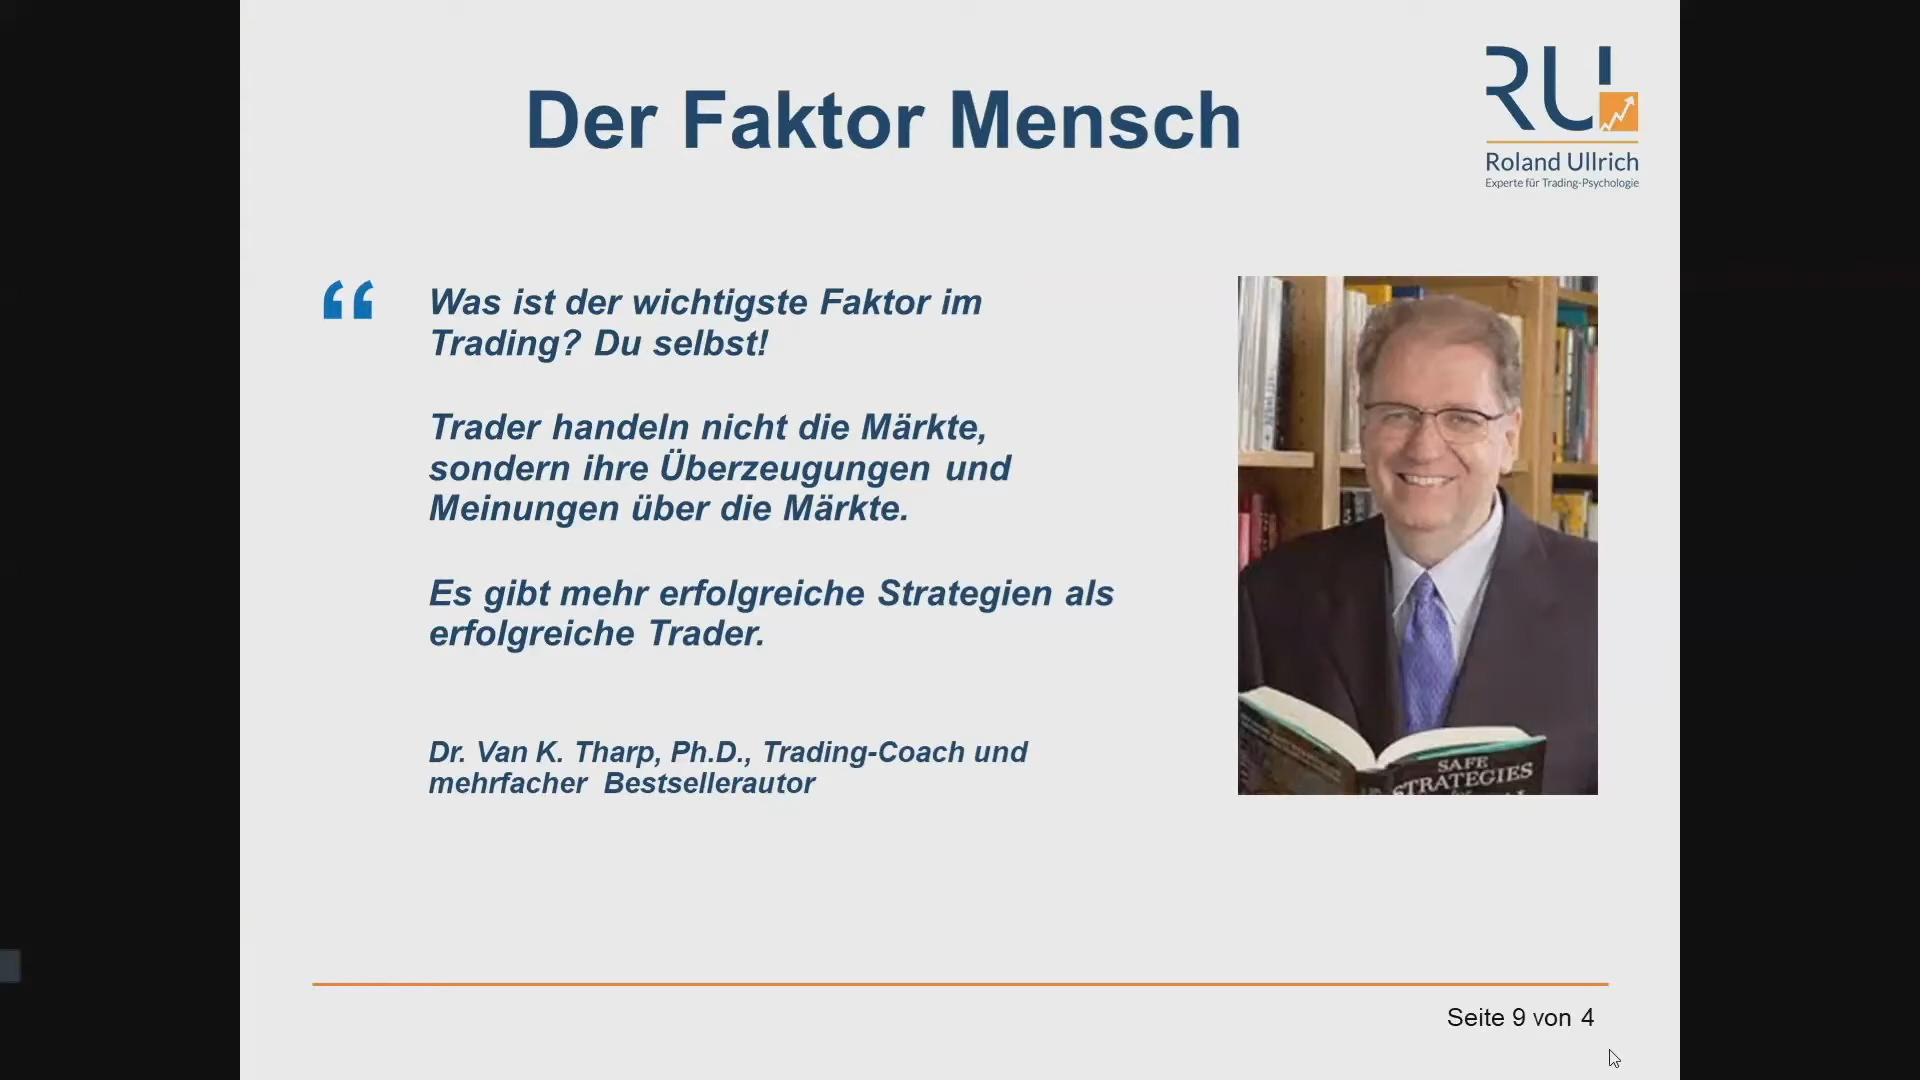 Der Faktor Mensch
RU
Roland Ullrich
Experte für Trading-Psychologie
“
Was ist der wichtigste Faktor im
Trading? Du selbst!
Trader handeln nicht die Märkte,
sondern ihre Überzeugungen und
Meinungen über die Märkte.
Es gibt mehr erfolgreiche Strategien als
erfolgreiche Trader.
Dr. Van K. Tharp, Ph.D., Trading-Coach und
mehrfacher Bestsellerautor
SAFE
STRATEGIES
Seite 9 von 4